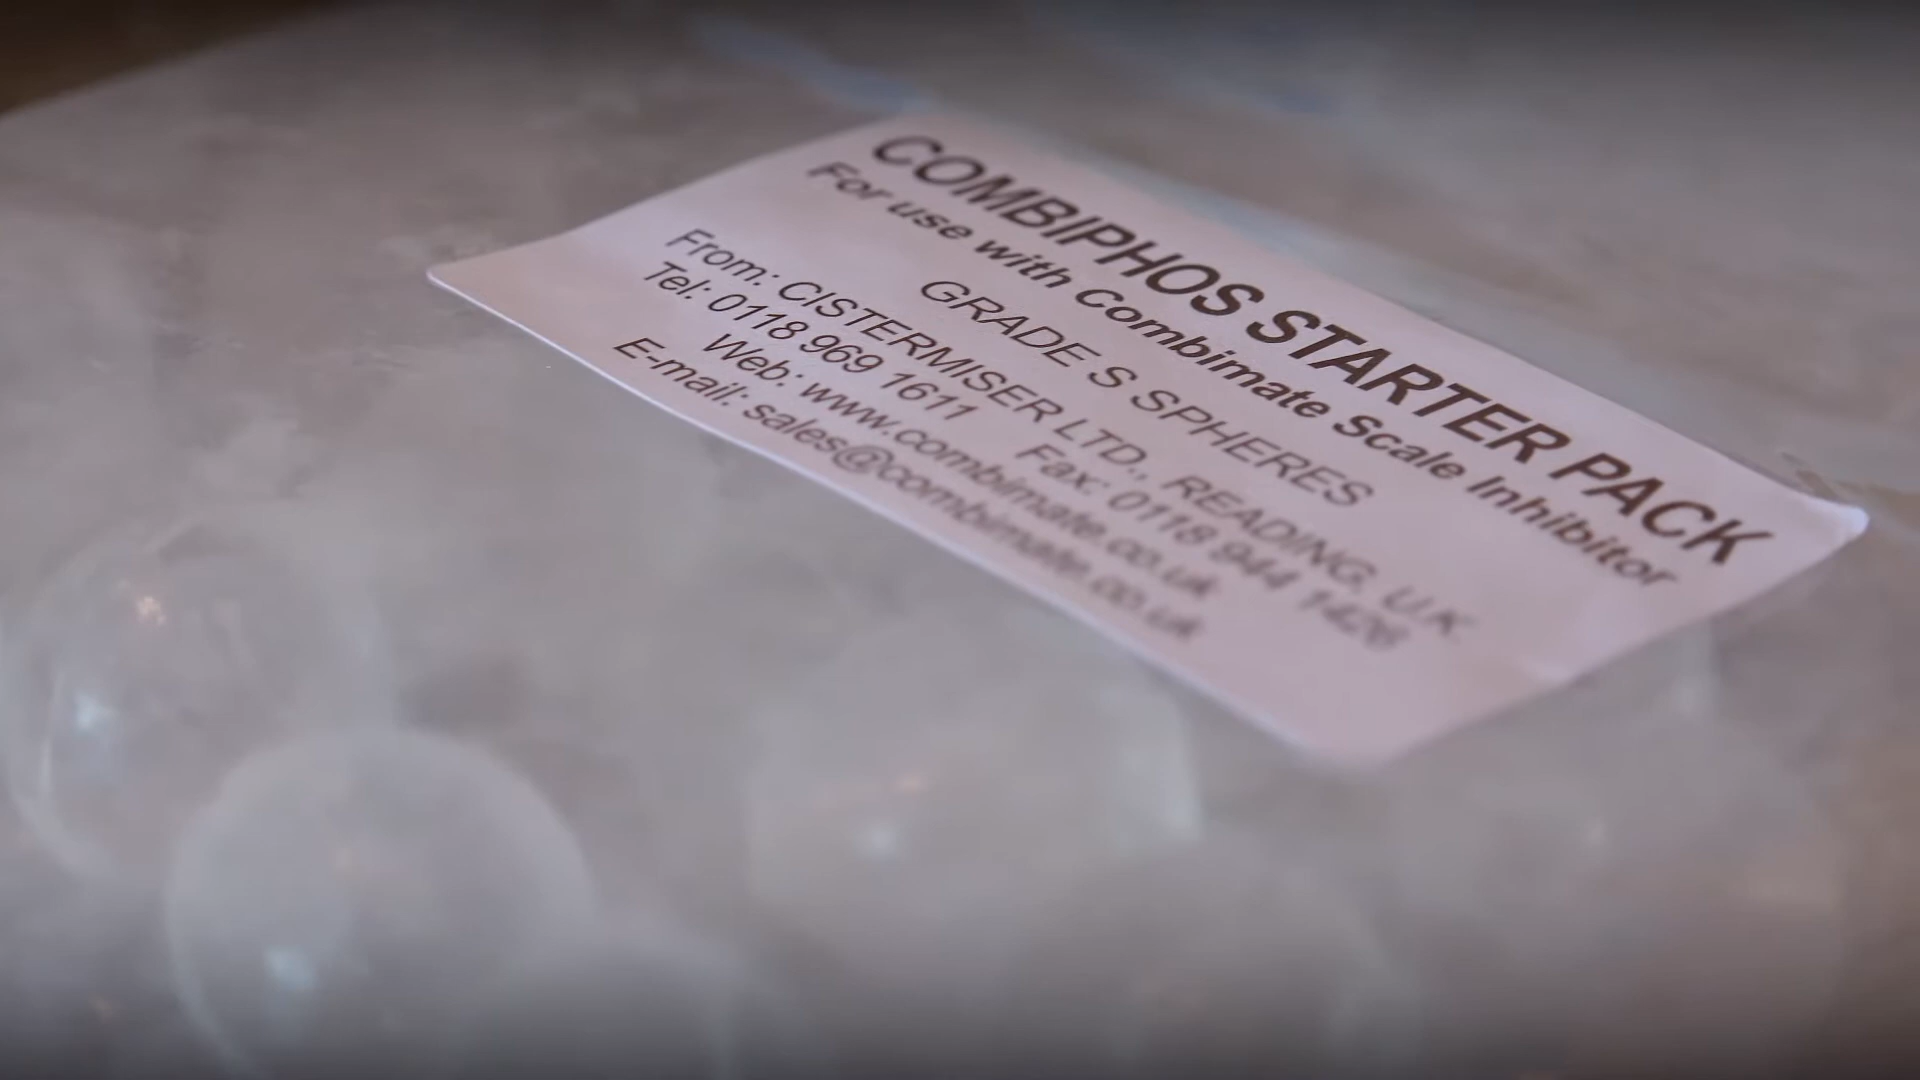 COMBIPHOS STARTER PACK
For use with Combimate Scale Inhibitor
GRADE S SPHERES
From: CISTERMISER LTD., READING, U.K.
Tel: 0118 969 1611 Fax: 0118 944 1426
Web: www.combimate.co.uk
E-mail: sales@combimate.co.uk